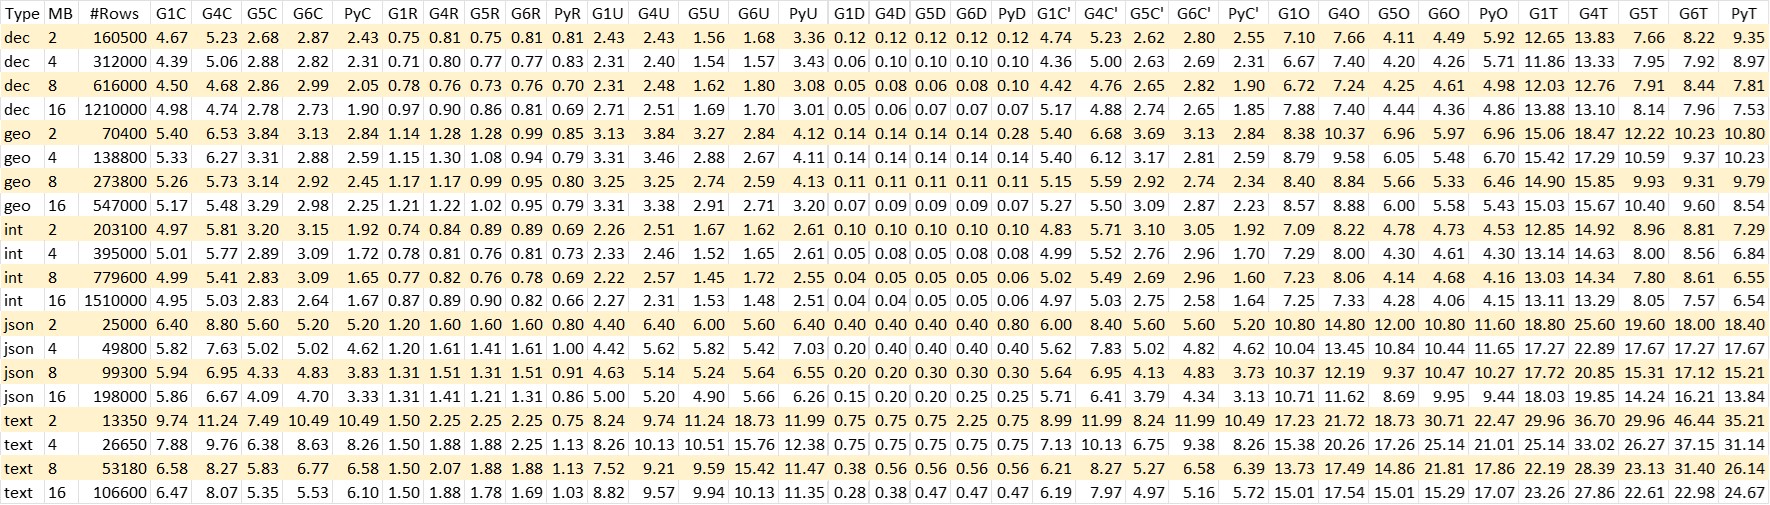 Type MB #Rows G1C G4C G5C G6C PyC G1R G4R G5R G6R PyR G1U G4U G5U G6U PyU G1D G4D G5D G6D PyD G1C' G4C' G5C' G6C' PyC' G1O G4O G5O G6O PyO G1T G4T G5T G6T PyT
dec 2 160500 4.67 5.23 2.68 2.87 2.43 0.75 0.81 0.75 0.81 0.81 2.43 2.43 1.56 1.68 3.36 0.12 0.12 0.12 0.12 0.12 4.74 5.23 2.62 2.80 2.55 7.10 7.66 4.11 4.49 5.92 12.65 13.83 7.66 8.22 9.35
dec 4 312000 4.39 5.06 2.88 2.82 2.31 0.71 0.80 0.77 0.77 0.83 2.31 2.40 1.54 1.57 3.43 0.06 0.10 0.10 0.10 0.10 4.36 5.00 2.63 2.69 2.31 6.67 7.40 4.20 4.26 5.71 11.86 13.33 7.95 7.92 8.97
dec 8 616000 4.50 4.68 2.86 2.99 2.05 0.78 0.76 0.73 0.76 0.70 2.31 2.48 1.62 1.80 3.08 0.05 0.08 0.06 0.08 0.10 4.42 4.76 2.65 2.82 1.90 6.72 7.24 4.25 4.61 4.98 12.03 12.76 7.91 8.44 7.81
dec 16 1210000 4.98 4.74 2.78 2.73 1.90 0.97 0.90 0.86 0.81 0.69 2.71 2.51 1.69 1.70 3.01 0.05 0.06 0.07 0.07 0.07 5.17 4.88 2.74 2.65 1.85 7.88 7.40 4.44 4.36 4.86 13.88 13.10 8.14 7.96 7.53
geo 2 70400 5.40 6.53 3.84 3.13 2.84 1.14 1.28 1.28 0.99 0.85 3.13 3.84 3.27 2.84 4.12 0.14 0.14 0.14 0.14 0.28 5.40 6.68 3.69 3.13 2.84 8.38 10.37 6.96 5.97 6.96 15.06 18.47 12.22 10.23 10.80
geo 4 138800 5.33 6.27 3.31 2.88 2.59 1.15 1.30 1.08 0.94 0.79 3.31 3.46 2.88 2.67 4.11 0.14 0.14 0.14 0.14 0.14 5.40 6.12 3.17 2.81 2.59 8.79 9.58 6.05 5.48 6.70 15.42 17.29 10.59 9.37 10.23
geo 8 273800 5.26 5.73 3.14 2.92 2.45 1.17 1.17 0.99 0.95 0.80 3.25 3.25 2.74 2.59 4.13 0.11 0.11 0.11 0.11 0.11 5.15 5.59 2.92 2.74 2.34 8.40 8.84 5.66 5.33 6.46 14.90 15.85 9.93 9.31 9.79
geo 16 547000 5.17 5.48 3.29 2.98 2.25 1.21 1.22 1.02 0.95 0.79 3.31 3.38 2.91 2.71 3.20 0.07 0.09 0.09 0.09 0.07 5.27 5.50 3.09 2.87 2.23 8.57 8.88 6.00 5.58 5.43 15.03 15.67 10.40 9.60 8.54
int 2 203100 4.97 5.81 3.20 3.15 1.92 0.74 0.84 0.89 0.89 0.69 2.26 2.51 1.67 1.62 2.61 0.10 0.10 0.10 0.10 0.10 4.83 5.71 3.10 3.05 1.92 7.09 8.22 4.78 4.73 4.53 12.85 14.92 8.96 8.81 7.29
int 4 395000 5.01 5.77 2.89 3.09 1.72 0.78 0.81 0.76 0.81 0.73 2.33 2.46 1.52 1.65 2.61 0.05 0.08 0.05 0.08 0.08 4.99 5.52 2.76 2.96 1.70 7.29 8.00 4.30 4.61 4.30 13.14 14.63 8.00 8.56 6.84
int 8 779600 4.99 5.41 2.83 3.09 1.65 0.77 0.82 0.76 0.78 0.69 2.22 2.57 1.45 1.72 2.55 0.04 0.05 0.05 0.05 0.06 5.02 5.49 2.69 2.96 1.60 7.23 8.06 4.14 4.68 4.16 13.03 14.34 7.80 8.61 6.55
int 16 1510000 4.95 5.03 2.83 2.64 1.67 0.87 0.89 0.90 0.82 0.66 2.27 2.31 1.53 1.48 2.51 0.04 0.04 0.05 0.05 0.06 4.97 5.03 2.75 2.58 1.64 7.25 7.33 4.28 4.06 4.15 13.11 13.29 8.05 7.57 6.54
json 2 25000 6.40 8.80 5.60 5.20 5.20 1.20 1.60 1.60 1.60 0.80 4.40 6.40 6.00 5.60 6.40 0.40 0.40 0.40 0.40 0.80 6.00 8.40 5.60 5.60 5.20 10.80 14.80 12.00 10.80 11.60 18.80 25.60 19.60 18.00 18.40
json 4 49800 5.82 7.63 5.02 5.02 4.62 1.20 1.61 1.41 1.61 1.00 4.42 5.62 5.82 5.42 7.03 0.20 0.40 0.40 0.40 0.40 5.62 7.83 5.02 4.82 4.62 10.04 13.45 10.84 10.44 11.65 17.27 22.89 17.67 17.27 17.67
json 8 99300 5.94 6.95 4.33 4.83 3.83 1.31 1.51 1.31 1.51 0.91 4.63 5.14 5.24 5.64 6.55 0.20 0.20 0.30 0.30 0.30 5.64 6.95 4.13 4.83 3.73 10.37 12.19 9.37 10.47 10.27 17.72 20.85 15.31 17.12 15.21
json 16 198000 5.86 6.67 4.09 4.70 3.33 1.31 1.41 1.21 1.31 0.86 5.00 5.20 4.90 5.66 6.26 0.15 0.20 0.20 0.25 0.25 5.71 6.41 3.79 4.34 3.13 10.71 11.62 8.69 9.95 9.44 18.03 19.85 14.24 16.21 13.84
text 2 13350 9.74 11.24 7.49 10.49 10.49 1.50 2.25 2.25 2.25 0.75 8.24 9.74 11.24 18.73 11.99 0.75 0.75 0.75 2.25 0.75 8.99 11.99 8.24 11.99 10.49 17.23 21.72 18.73 30.71 22.47 29.96 36.70 29.96 46.44 35.21
text 4 26650 7.88 9.76 6.38 8.63 8.26 1.50 1.88 1.88 2.25 1.13 8.26 10.13 10.51 15.76 12.38 0.75 0.75 0.75 0.75 0.75 7.13 10.13 6.75 9.38 8.26 15.38 20.26 17.26 25.14 21.01 25.14 33.02 26.27 37.15 31.14
text 8 53180 6.58 8.27 5.83 6.77 6.58 1.50 2.07 1.88 1.88 1.13 7.52 9.21 9.59 15.42 11.47 0.38 0.56 0.56 0.56 0.56 6.21 8.27 5.27 6.58 6.39 13.73 17.49 14.86 21.81 17.86 22.19 28.39 23.13 31.40 26.14
text 16 106600 6.47 8.07 5.35 5.53 6.10 1.50 1.88 1.78 1.69 1.03 8.82 9.57 9.94 10.13 11.35 0.28 0.38 0.47 0.47 0.47 6.19 7.97 4.97 5.16 5.72 15.01 17.54 15.01 15.29 17.07 23.26 27.86 22.61 22.98 24.67